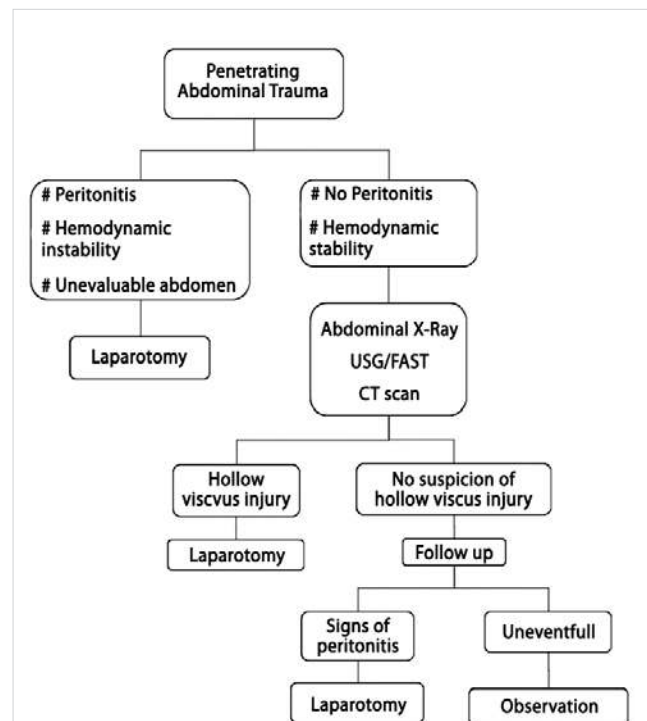 Penetrating
Abdominal Trauma
# Peritonitis
# Hemodynamic
instability
# Unevaluable abdomen
# No Peritonitis
# Hemodynamic
stability
Laparotomy
Abdominal X-Ray
USG/FAST
CT scan
Hollow
viscvus injury
No suspicion of
hollow viscus injury
Laparotomy
Follow up
Signs of
peritonitis
Uneventfull
Laparotomy
Observation